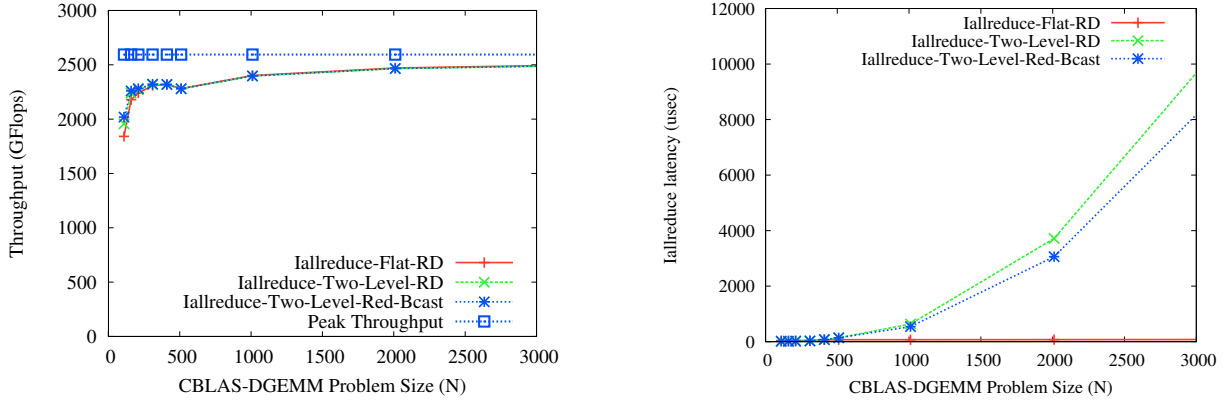 3000
2500
2000
1500
1000
500
0
Throughput (GFlops)
Iallreduce-Flat-RD
Iallreduce-Two-Level-RD
Iallreduce-Two-Level-Red-Bcast
Peak Throughput
0 500 1000 1500 2000 2500 3000
CBLAS-DGEMM Problem Size (N)
12000
10000
8000
6000
4000
2000
0
Iallreduce latency (usec)
Iallreduce-Flat-RD
Iallreduce-Two-Level-RD
Iallreduce-Two-Level-Red-Bcast
0 500 1000 1500 2000 2500 3000
CBLAS-DGEMM Problem Size (N)